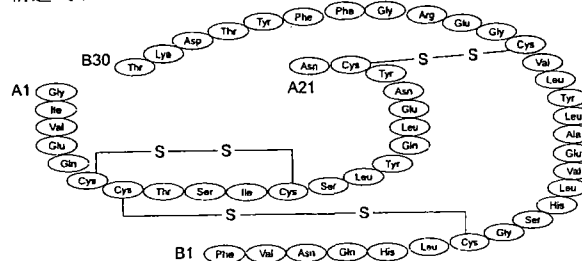 B30 Thr Lys Asp Thr Tyr Phe Phe Gly Arg Glu Gly Cys Val Leu Tyr Leu Ala Glu Val Leu His Ser Gly Cys Leu His Gln Asn Val Phe B1
A1 Gly Ile Val Glu Gln Cys Cys Thr Ser Ile Cys Ser Leu Tyr Gln Leu Glu Asn Tyr Cys Asn A21
S S
S S
S S